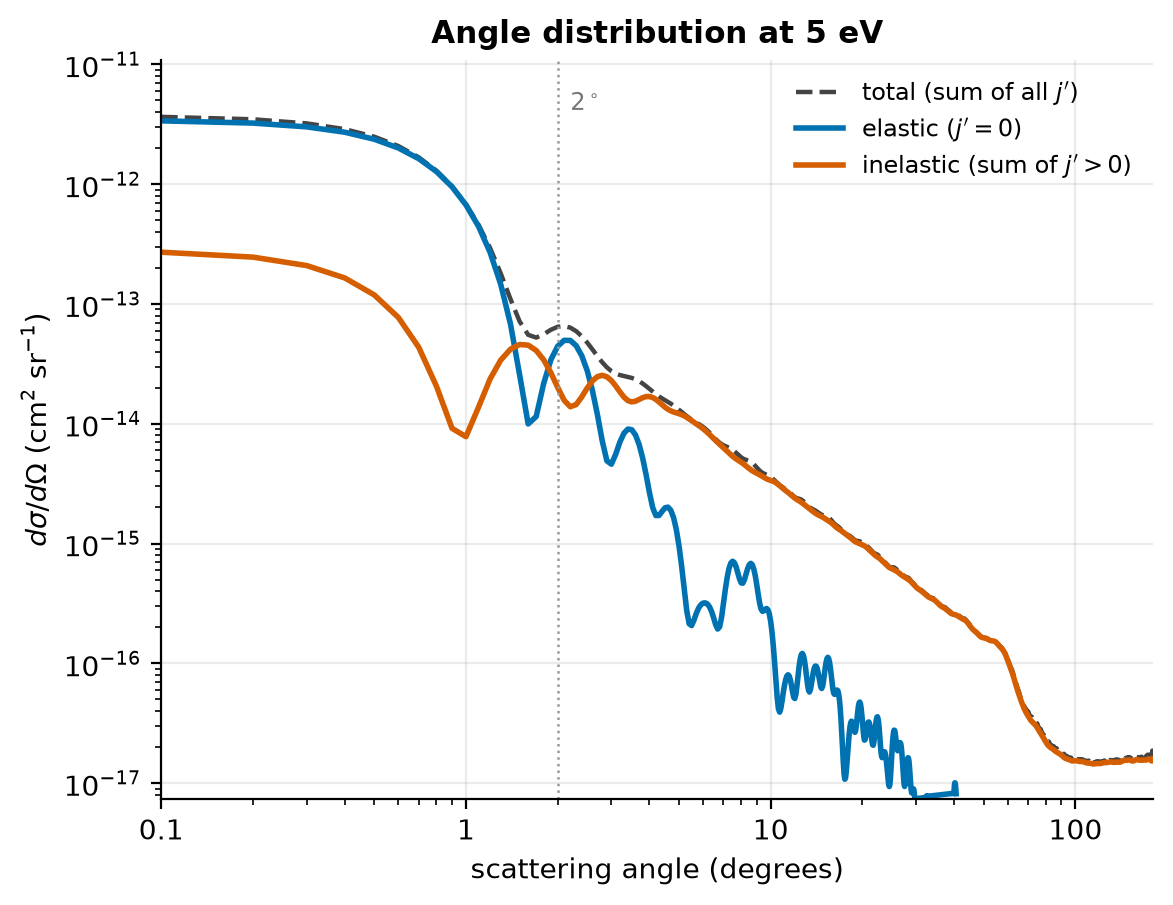 Angle distribution at 5 eV
10⁻¹¹
10⁻¹²
10⁻¹³
10⁻¹⁴
10⁻¹⁵
10⁻¹⁶
10⁻¹⁷
dσ/dΩ (cm² sr⁻¹)
2°
total (sum of all j′)
elastic (j′ = 0)
inelastic (sum of j′ > 0)
0.1
1
10
100
scattering angle (degrees)